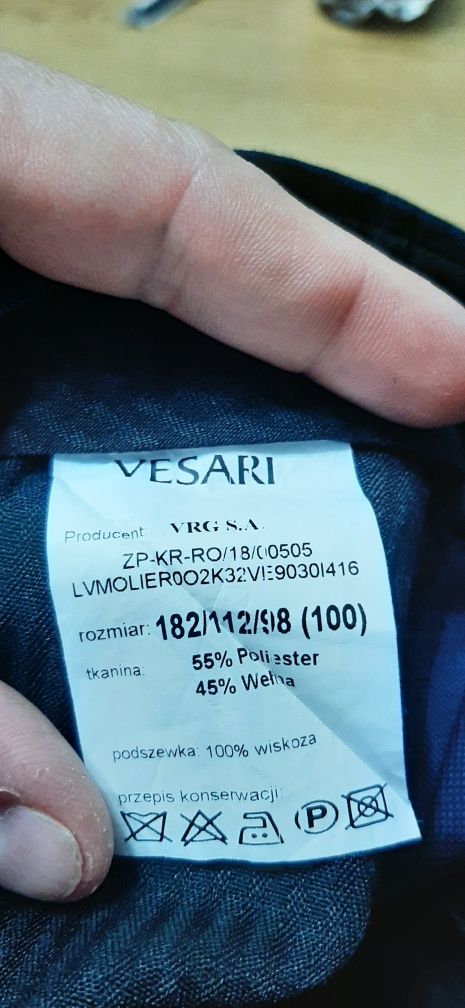 VESARI
Producent: VRG S.A.
ZP-KR-RO/18/00505
LVMOLIER0O2K32VIE9030I416
rozmiar: 182/112/98 (100)
tkanina: 55% Poliester
45% Wełna
podszewka: 100% wiskoza
przepis konserwacji:
P